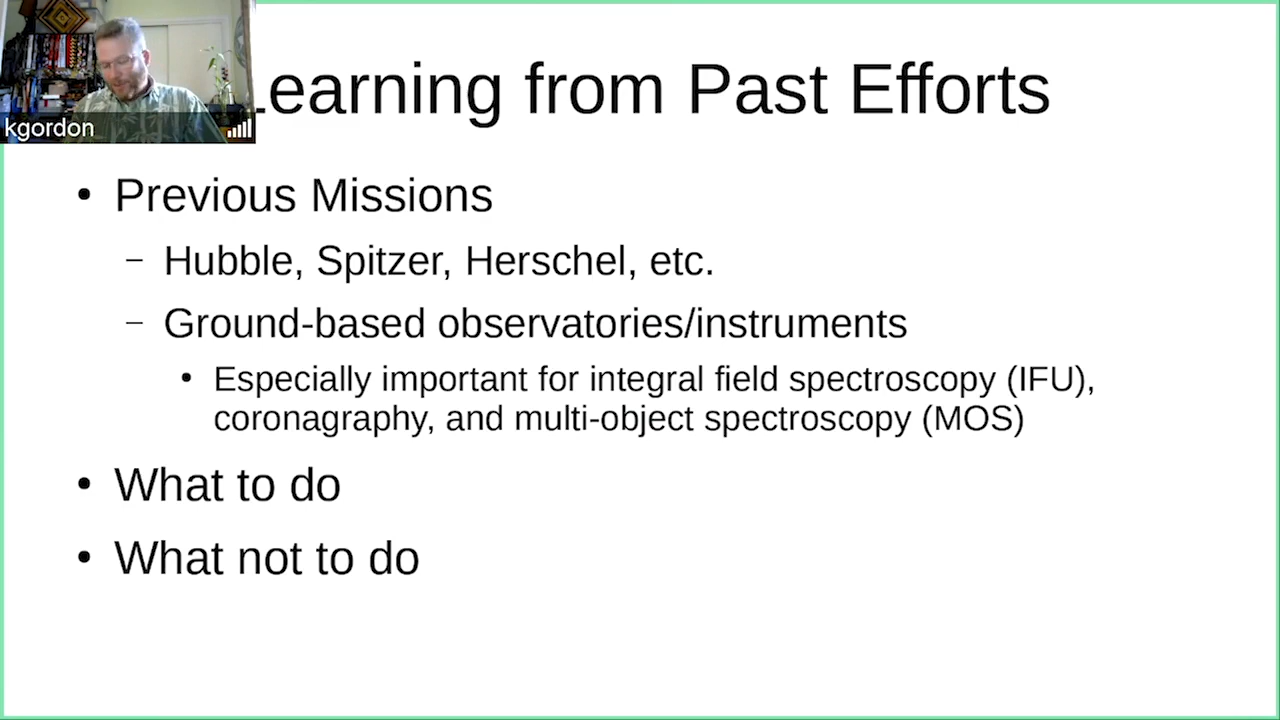 Learning from Past Efforts
kgordon
• Previous Missions
– Hubble, Spitzer, Herschel, etc.
– Ground-based observatories/instruments
• Especially important for integral field spectroscopy (IFU),
coronagraphy, and multi-object spectroscopy (MOS)
• What to do
• What not to do